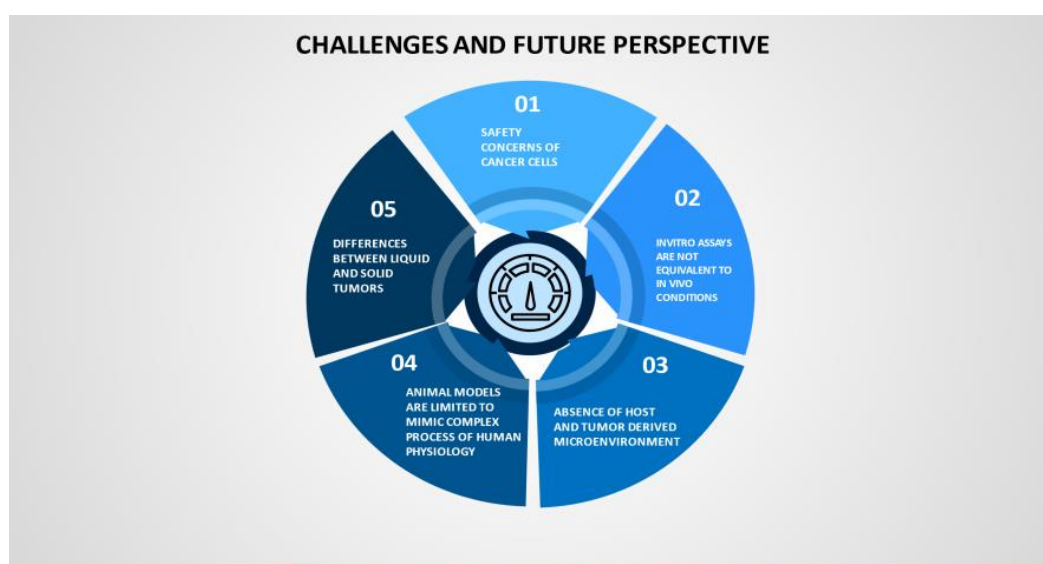 CHALLENGES AND FUTURE PERSPECTIVE
01
SAFETY
CONCERNS OF
CANCER CELLS
02
INVITRO ASSAYS
ARE NOT
EQUIVALENT TO
IN VIVO
CONDITIONS
03
ABSENCE OF HOST
AND TUMOR DERIVED
MICROENVIRONMENT
04
ANIMAL MODELS
ARE LIMITED TO
MIMIC COMPLEX
PROCESS OF HUMAN
PHYSIOLOGY
05
DIFFERENCES
BETWEEN LIQUID
AND SOLID
TUMORS